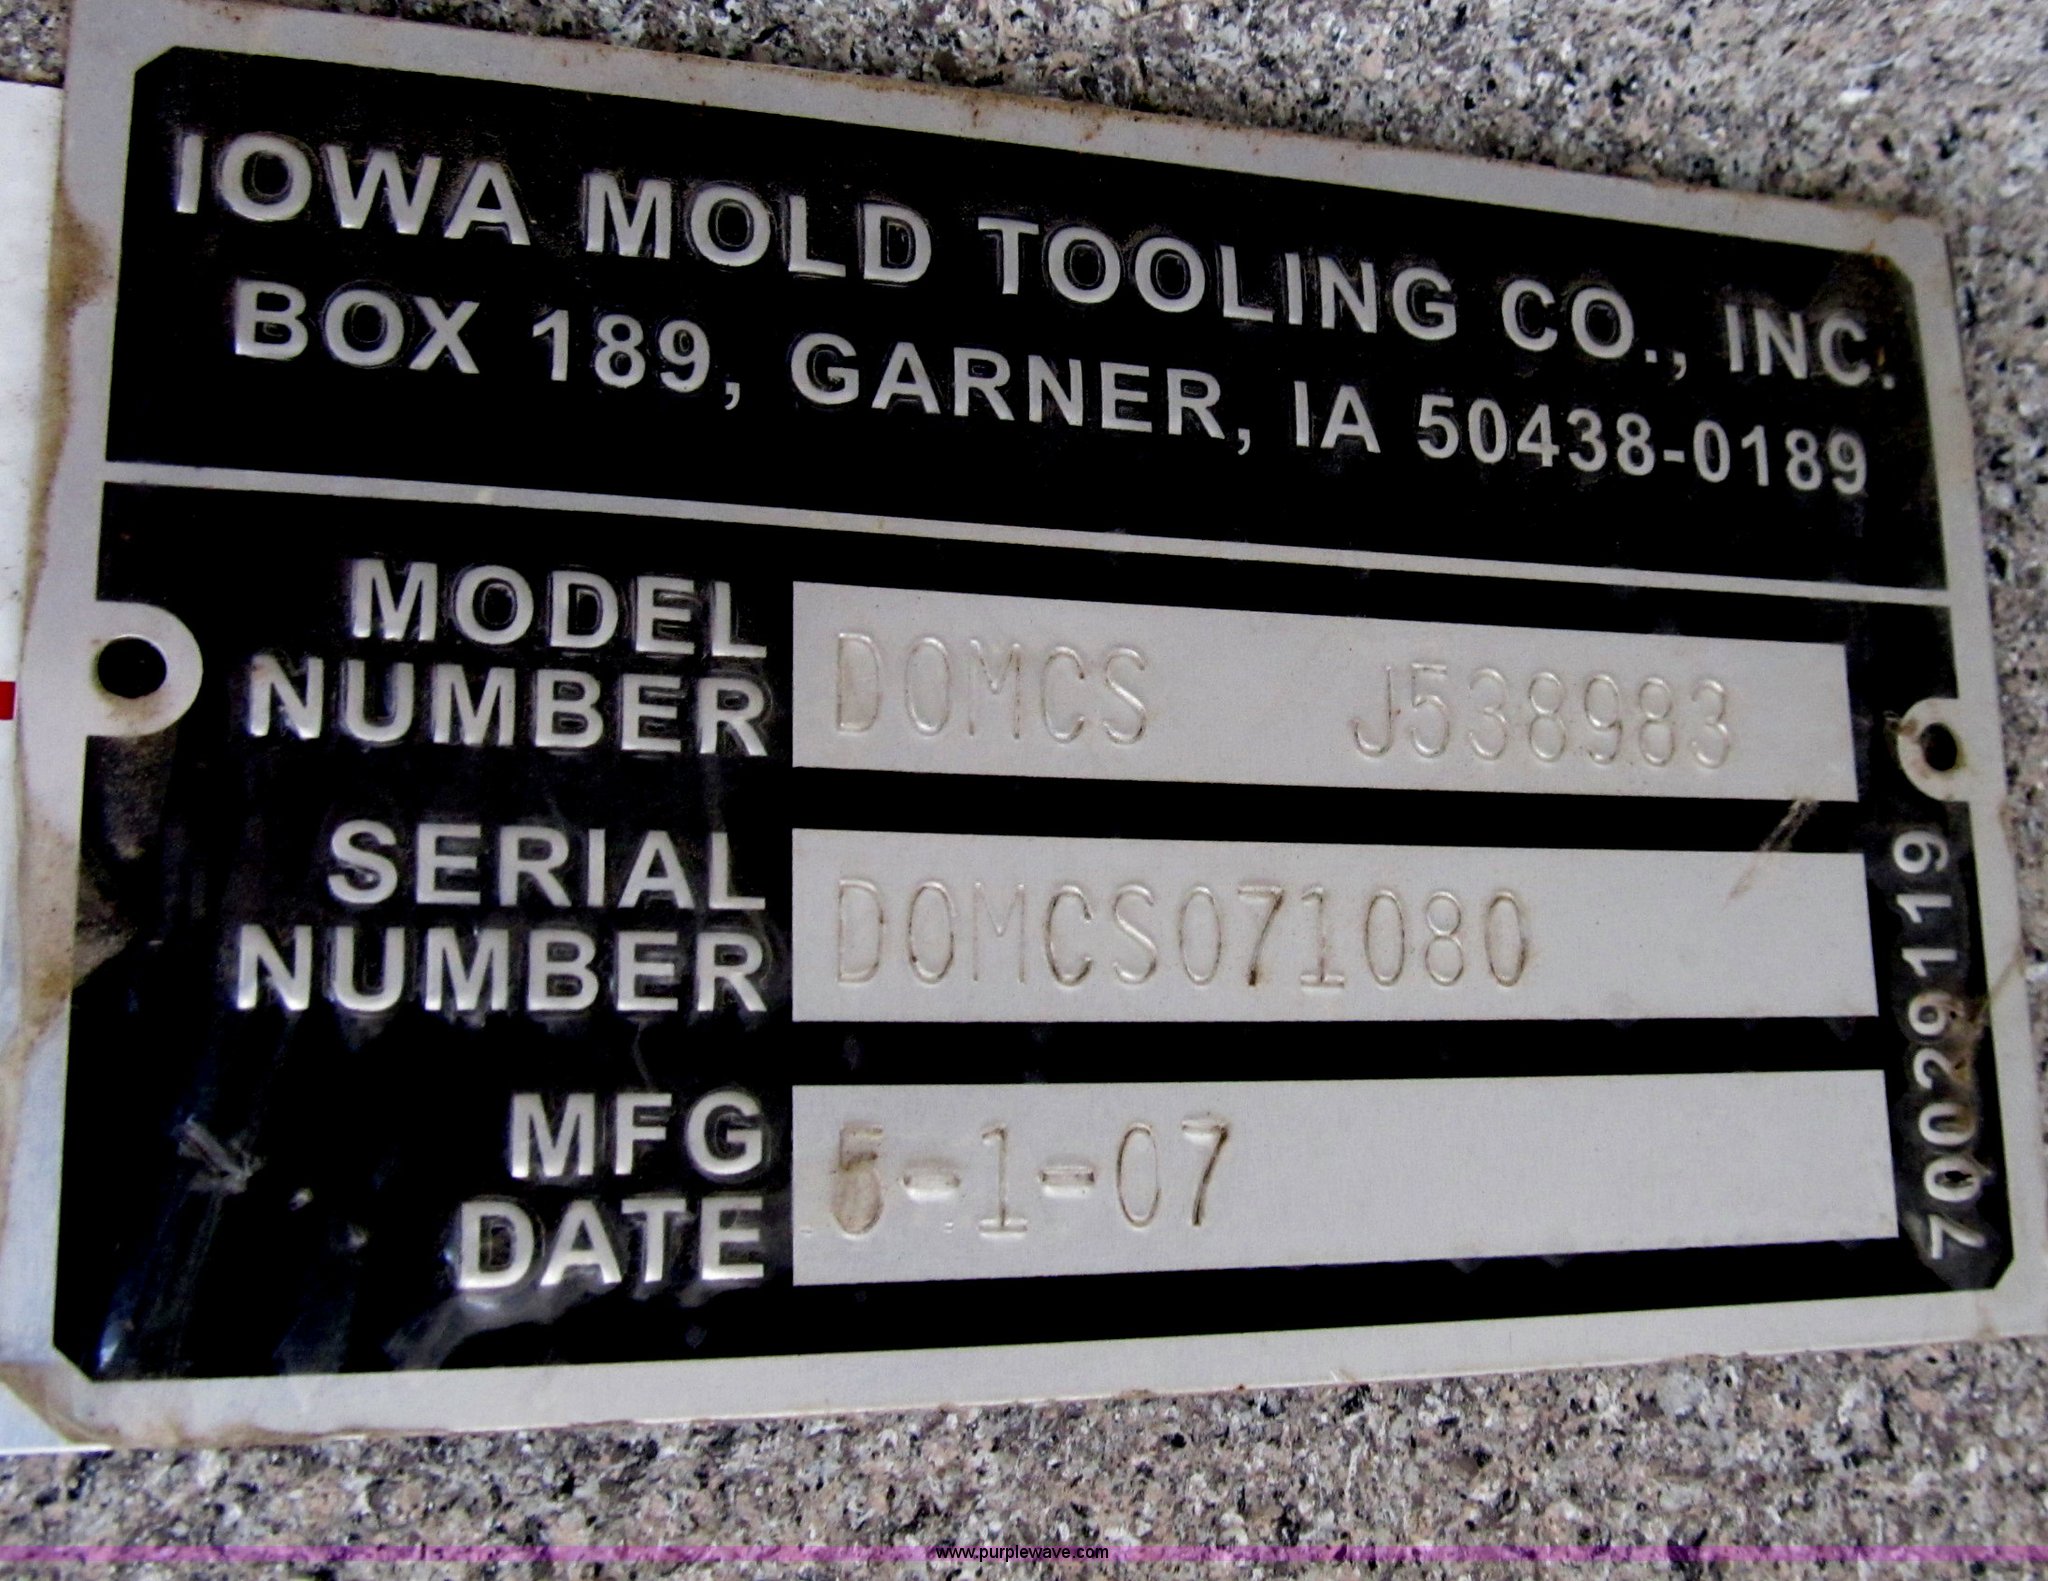 IOWA MOLD TOOLING CO., INC.
BOX 189, GARNER, IA 50438-0189
MODEL
NUMBER
DOMCS J538983
SERIAL
NUMBER
DOMCS071080
MFG
DATE
5-1-07
70029119
www.purplewave.com